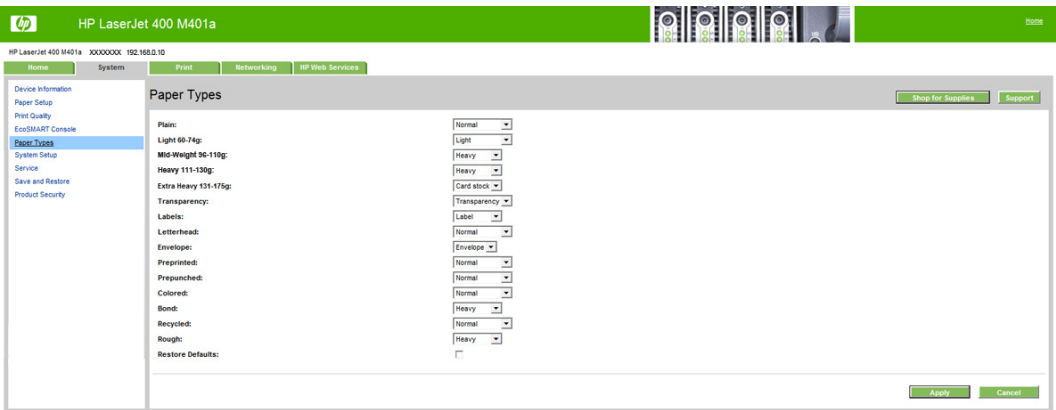 hp HP LaserJet 400 M401a Home
HP LaserJet 400 M401a XXXXXXX 192.168.0.10
Home System Print Networking HP Web Services
Device Information
Paper Setup
Print Quality
EcoSMART Console
Paper Types
System Setup
Service
Save and Restore
Product Security
Paper Types Shop for Supplies Support
Plain: Normal
Light 60-74g: Light
Mid-Weight 96-110g: Heavy
Heavy 111-130g: Heavy
Extra Heavy 131-175g: Card stock
Transparency: Transparency
Labels: Label
Letterhead: Normal
Envelope: Envelope
Preprinted: Normal
Prepunched: Normal
Colored: Normal
Bond: Heavy
Recycled: Normal
Rough: Heavy
Restore Defaults:
Apply Cancel